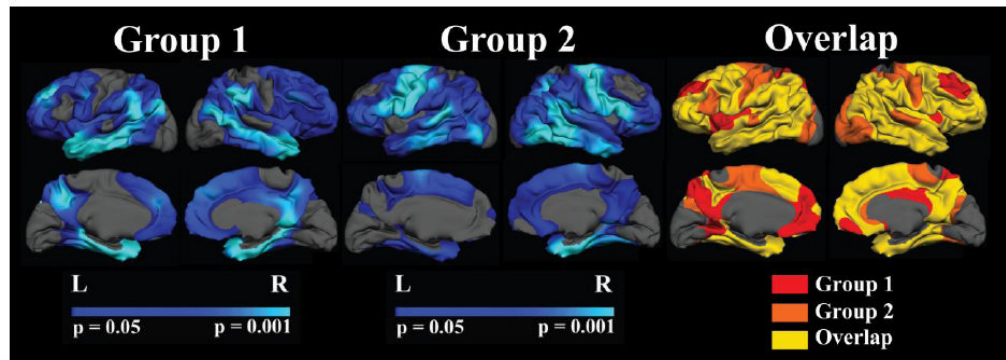 Group 1
Group 2
Overlap
L R
p = 0.05 p = 0.001
L R
p = 0.05 p = 0.001
Group 1
Group 2
Overlap